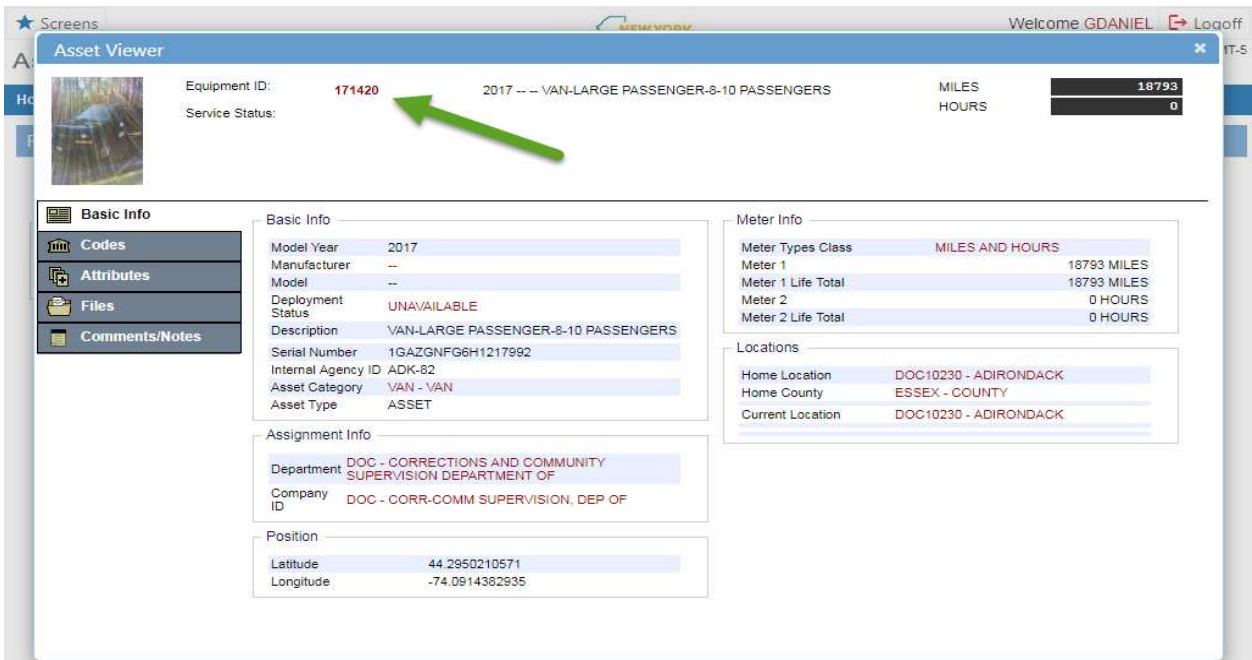 Screens
NEW YORK
Welcome GDANIEL Logoff
Asset Viewer
Equipment ID: 171420 2017 -- -- VAN-LARGE PASSENGER-8-10 PASSENGERS MILES 18793
Service Status: HOURS 0
Basic Info
Codes
Attributes
Files
Comments/Notes
Basic Info
Model Year 2017
Manufacturer --
Model --
Deployment
Status UNAVAILABLE
Description VAN-LARGE PASSENGER-8-10 PASSENGERS
Serial Number 1GAZGNFG6H1217992
Internal Agency ID ADK-82
Asset Category VAN - VAN
Asset Type ASSET
Assignment Info
Department DOC - CORRECTIONS AND COMMUNITY
SUPERVISION DEPARTMENT OF
Company
ID DOC - CORR-COMM SUPERVISION, DEP OF
Position
Latitude 44.2950210571
Longitude -74.0914382935
Meter Info
Meter Types Class MILES AND HOURS
Meter 1 18793 MILES
Meter 1 Life Total 18793 MILES
Meter 2 0 HOURS
Meter 2 Life Total 0 HOURS
Locations
Home Location DOC10230 - ADIRONDACK
Home County ESSEX - COUNTY
Current Location DOC10230 - ADIRONDACK